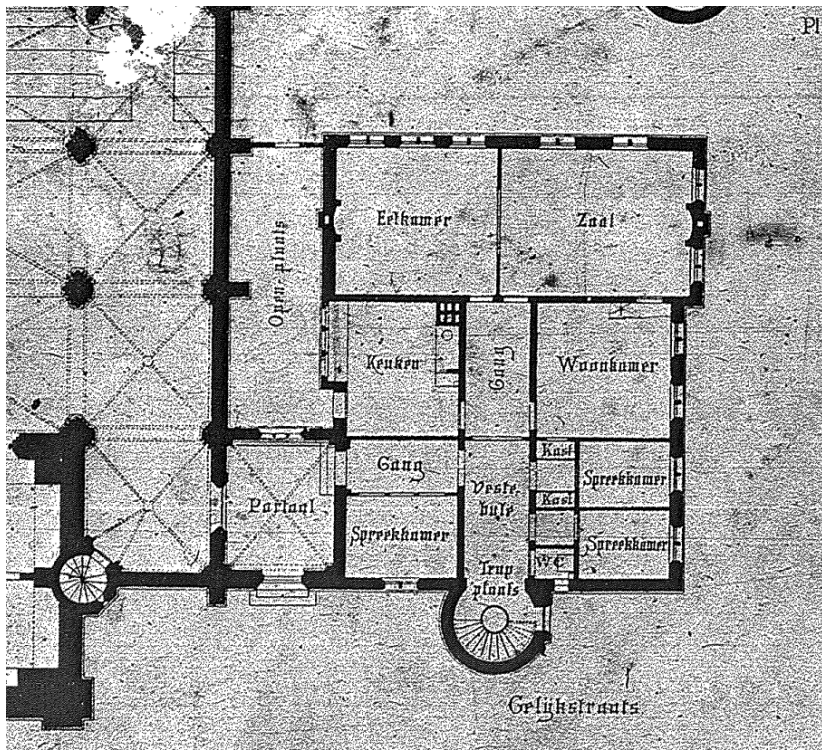 Pl
Eetkamer
Zaal
Open plaats
Keuken
Gang
Woonkamer
Gang
Portaal
Spreekkamer
Veste.
bule
Kast
Kast
Spreekkamer
Spreekkamer
WC
Trap
plaats
Gelijkstraats